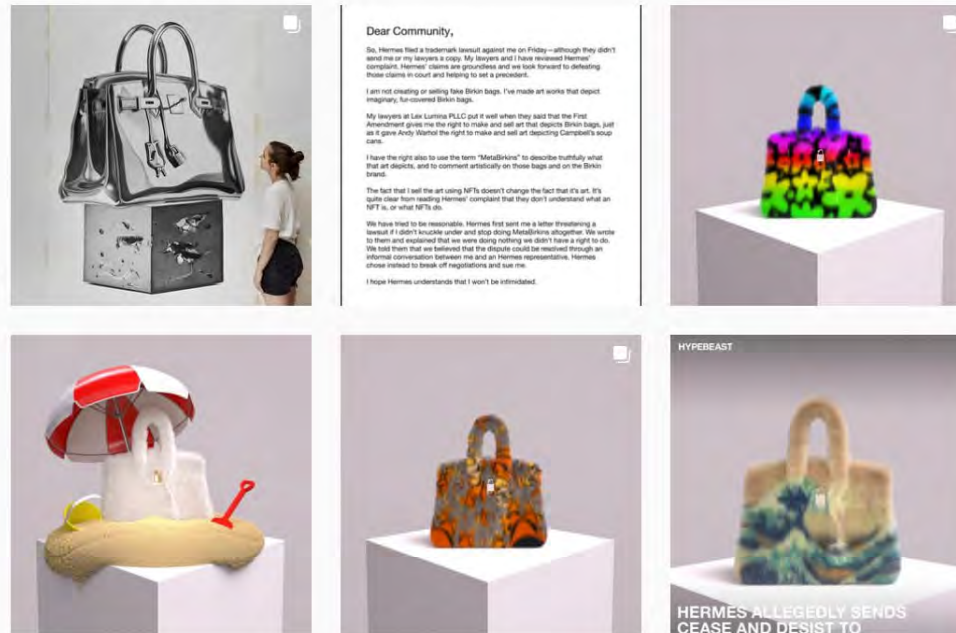 Dear Community,
So, Hermes filed a trademark lawsuit against me on Friday—although they didn't
send me or my lawyers a copy. My lawyers and I have reviewed Hermes'
complaint. Hermes' claims are groundless and we look forward to defeating
those claims in court and helping to set a precedent.
I am not creating or selling fake Birkin bags. I've made art works that depict
imaginary, fur-covered Birkin bags.
My lawyers at Lex Lumina PLLC put it well when they said that the First
Amendment gives me the right to make and sell art that depicts Birkin bags, just
as it gave Andy Warhol the right to make and sell art depicting Campbell's soup
cans.
I have the right also to use the term "MetaBirkins" to describe truthfully what
that art depicts, and to comment artistically on those bags and on the Birkin
brand.
The fact that I sell the art using NFTs doesn't change the fact that it's art. It's
quite clear from reading Hermes' complaint that they don't understand what an
NFT is, or what NFTs do.
We have tried to be reasonable. Hermes first sent me a letter threatening a
lawsuit if I didn't knuckle under and stop doing MetaBirkins altogether. We wrote
to them and explained that we were doing nothing we didn't have a right to do.
We told them that we believed that the dispute could be resolved through an
informal conversation between me and an Hermes representative. Hermes
chose instead to break off negotiations and sue me.
I hope Hermes understands that I won't be intimidated.
HYPEBEAST
HERMES ALLEGEDLY SENDS
CEASE AND DESIST TO